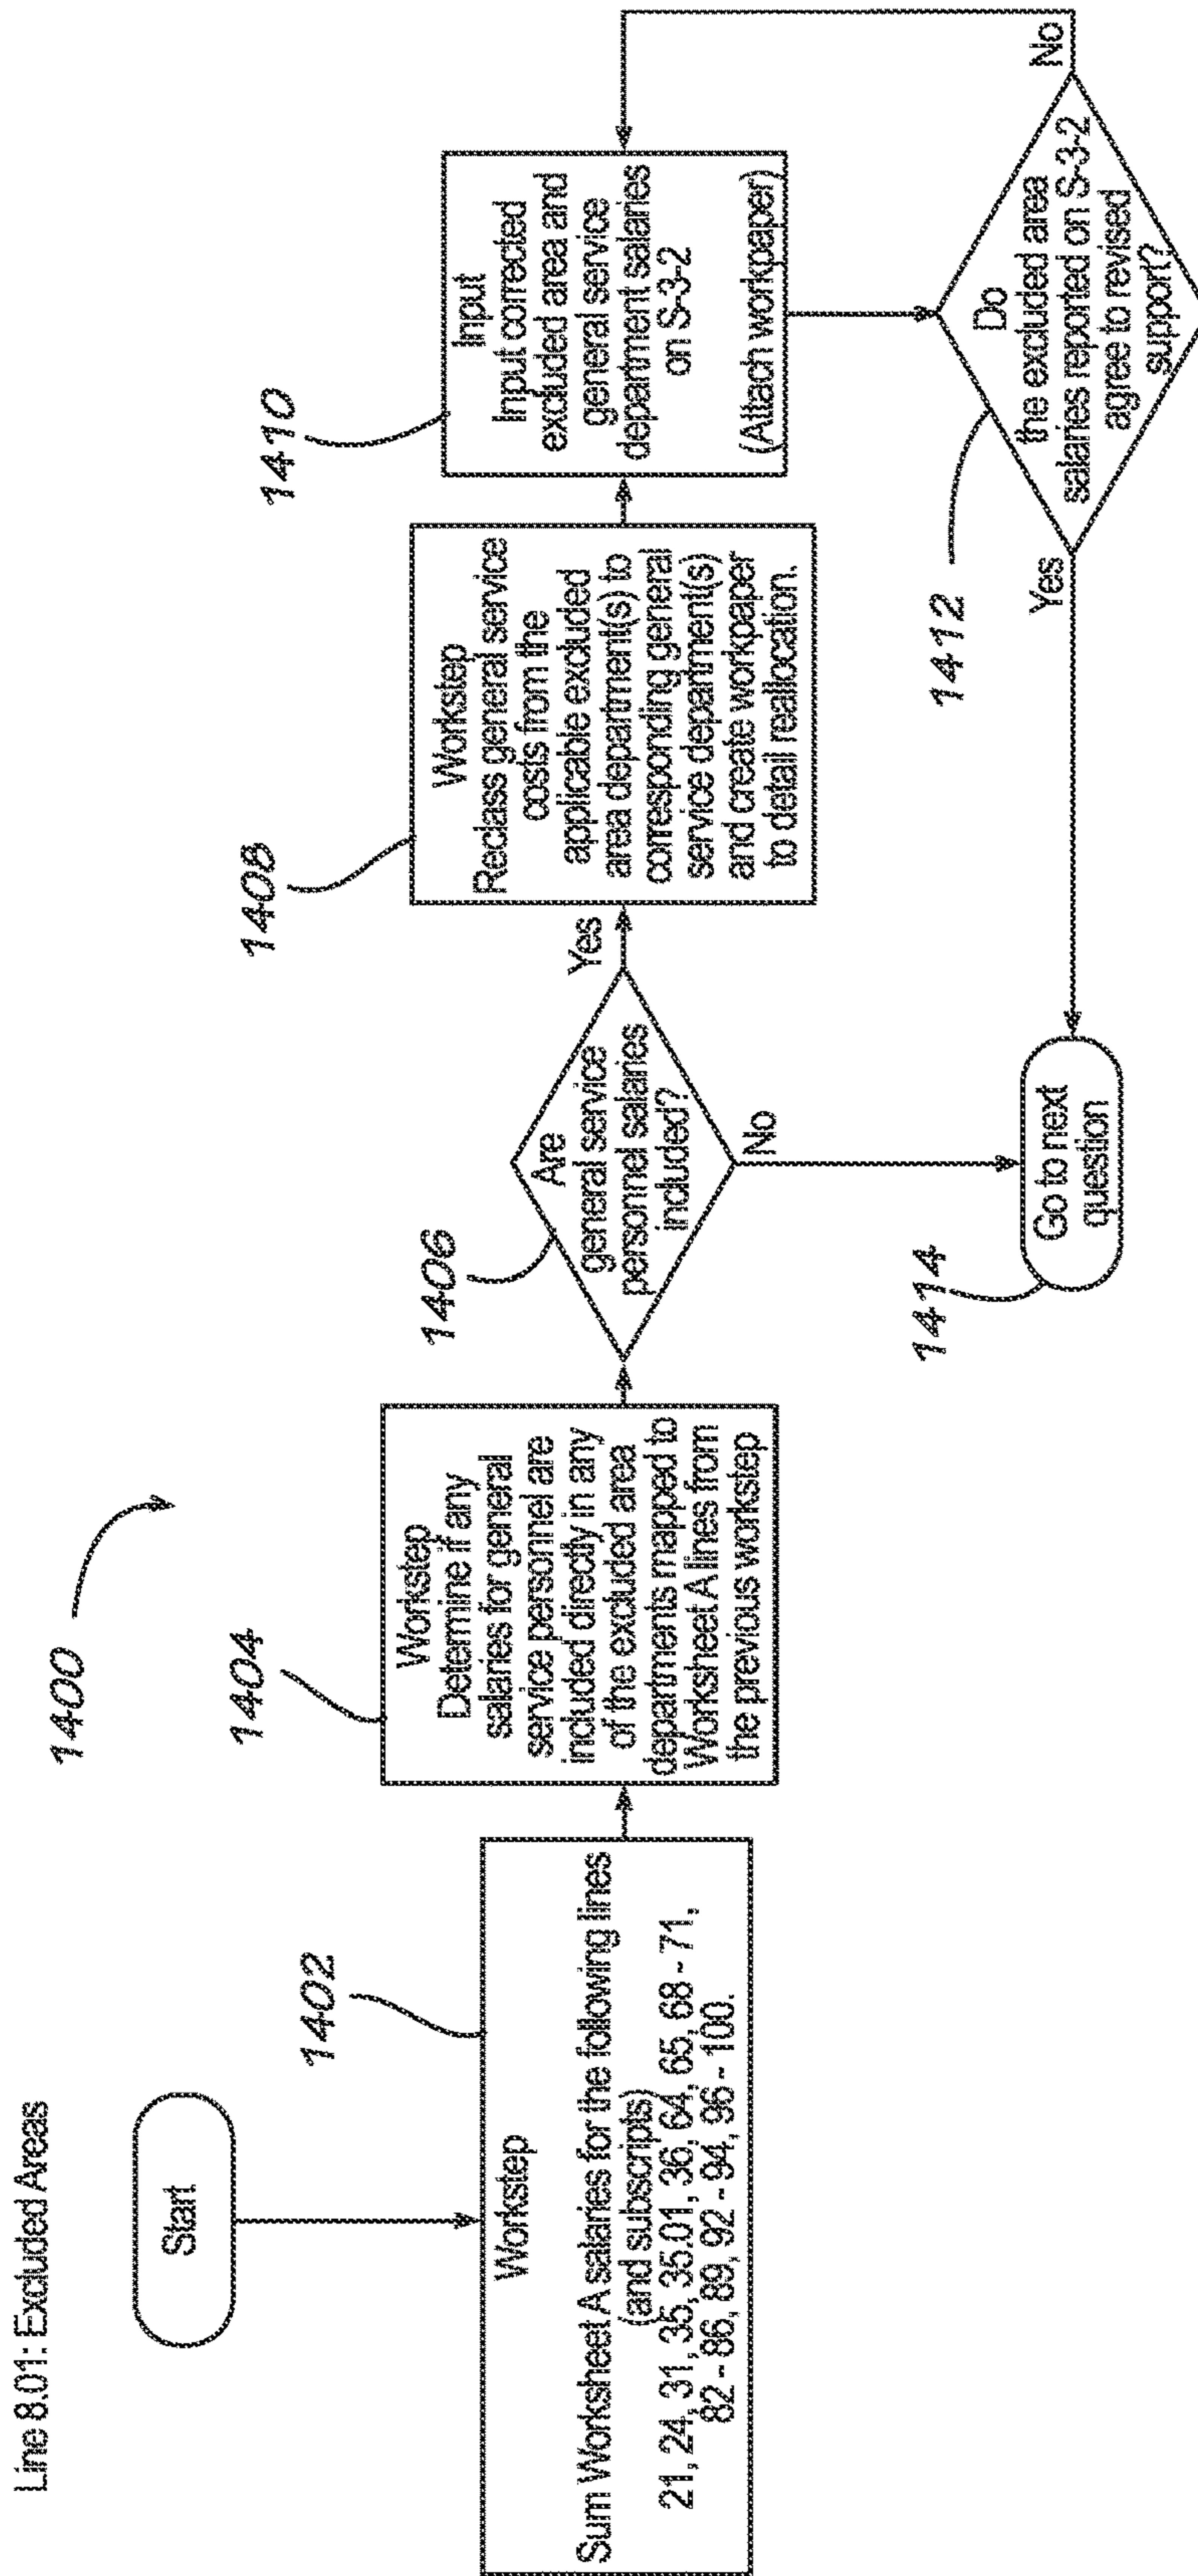 Line 8.01: Excluded Areas
1400
Start
1402
Workstep
Sum Worksheet A salaries for the following lines
(and subscripts)
21, 24, 31, 35, 35.01, 36, 64, 65, 68 - 71,
82 - 86, 89, 92 - 94, 96 - 100.
1404
Workstep
Determine if any
salaries for general
service personnel are
included directly in any
of the excluded area
departments mapped to
Worksheet A lines from
the previous workstep
1406
Are
general service
personnel salaries
included?
Yes
No
1408
Workstep
Reclass general service
costs from the
applicable excluded
area department(s) to
corresponding general
service department(s)
and create workpaper
to detail reallocation.
1410
Input
Input corrected
excluded area and
general service
department salaries
on S-3-2
(Attach workpaper)
1412
Do
the excluded area
salaries reported on S-3-2
agree to revised
support?
Yes
No
1414
Go to next
question